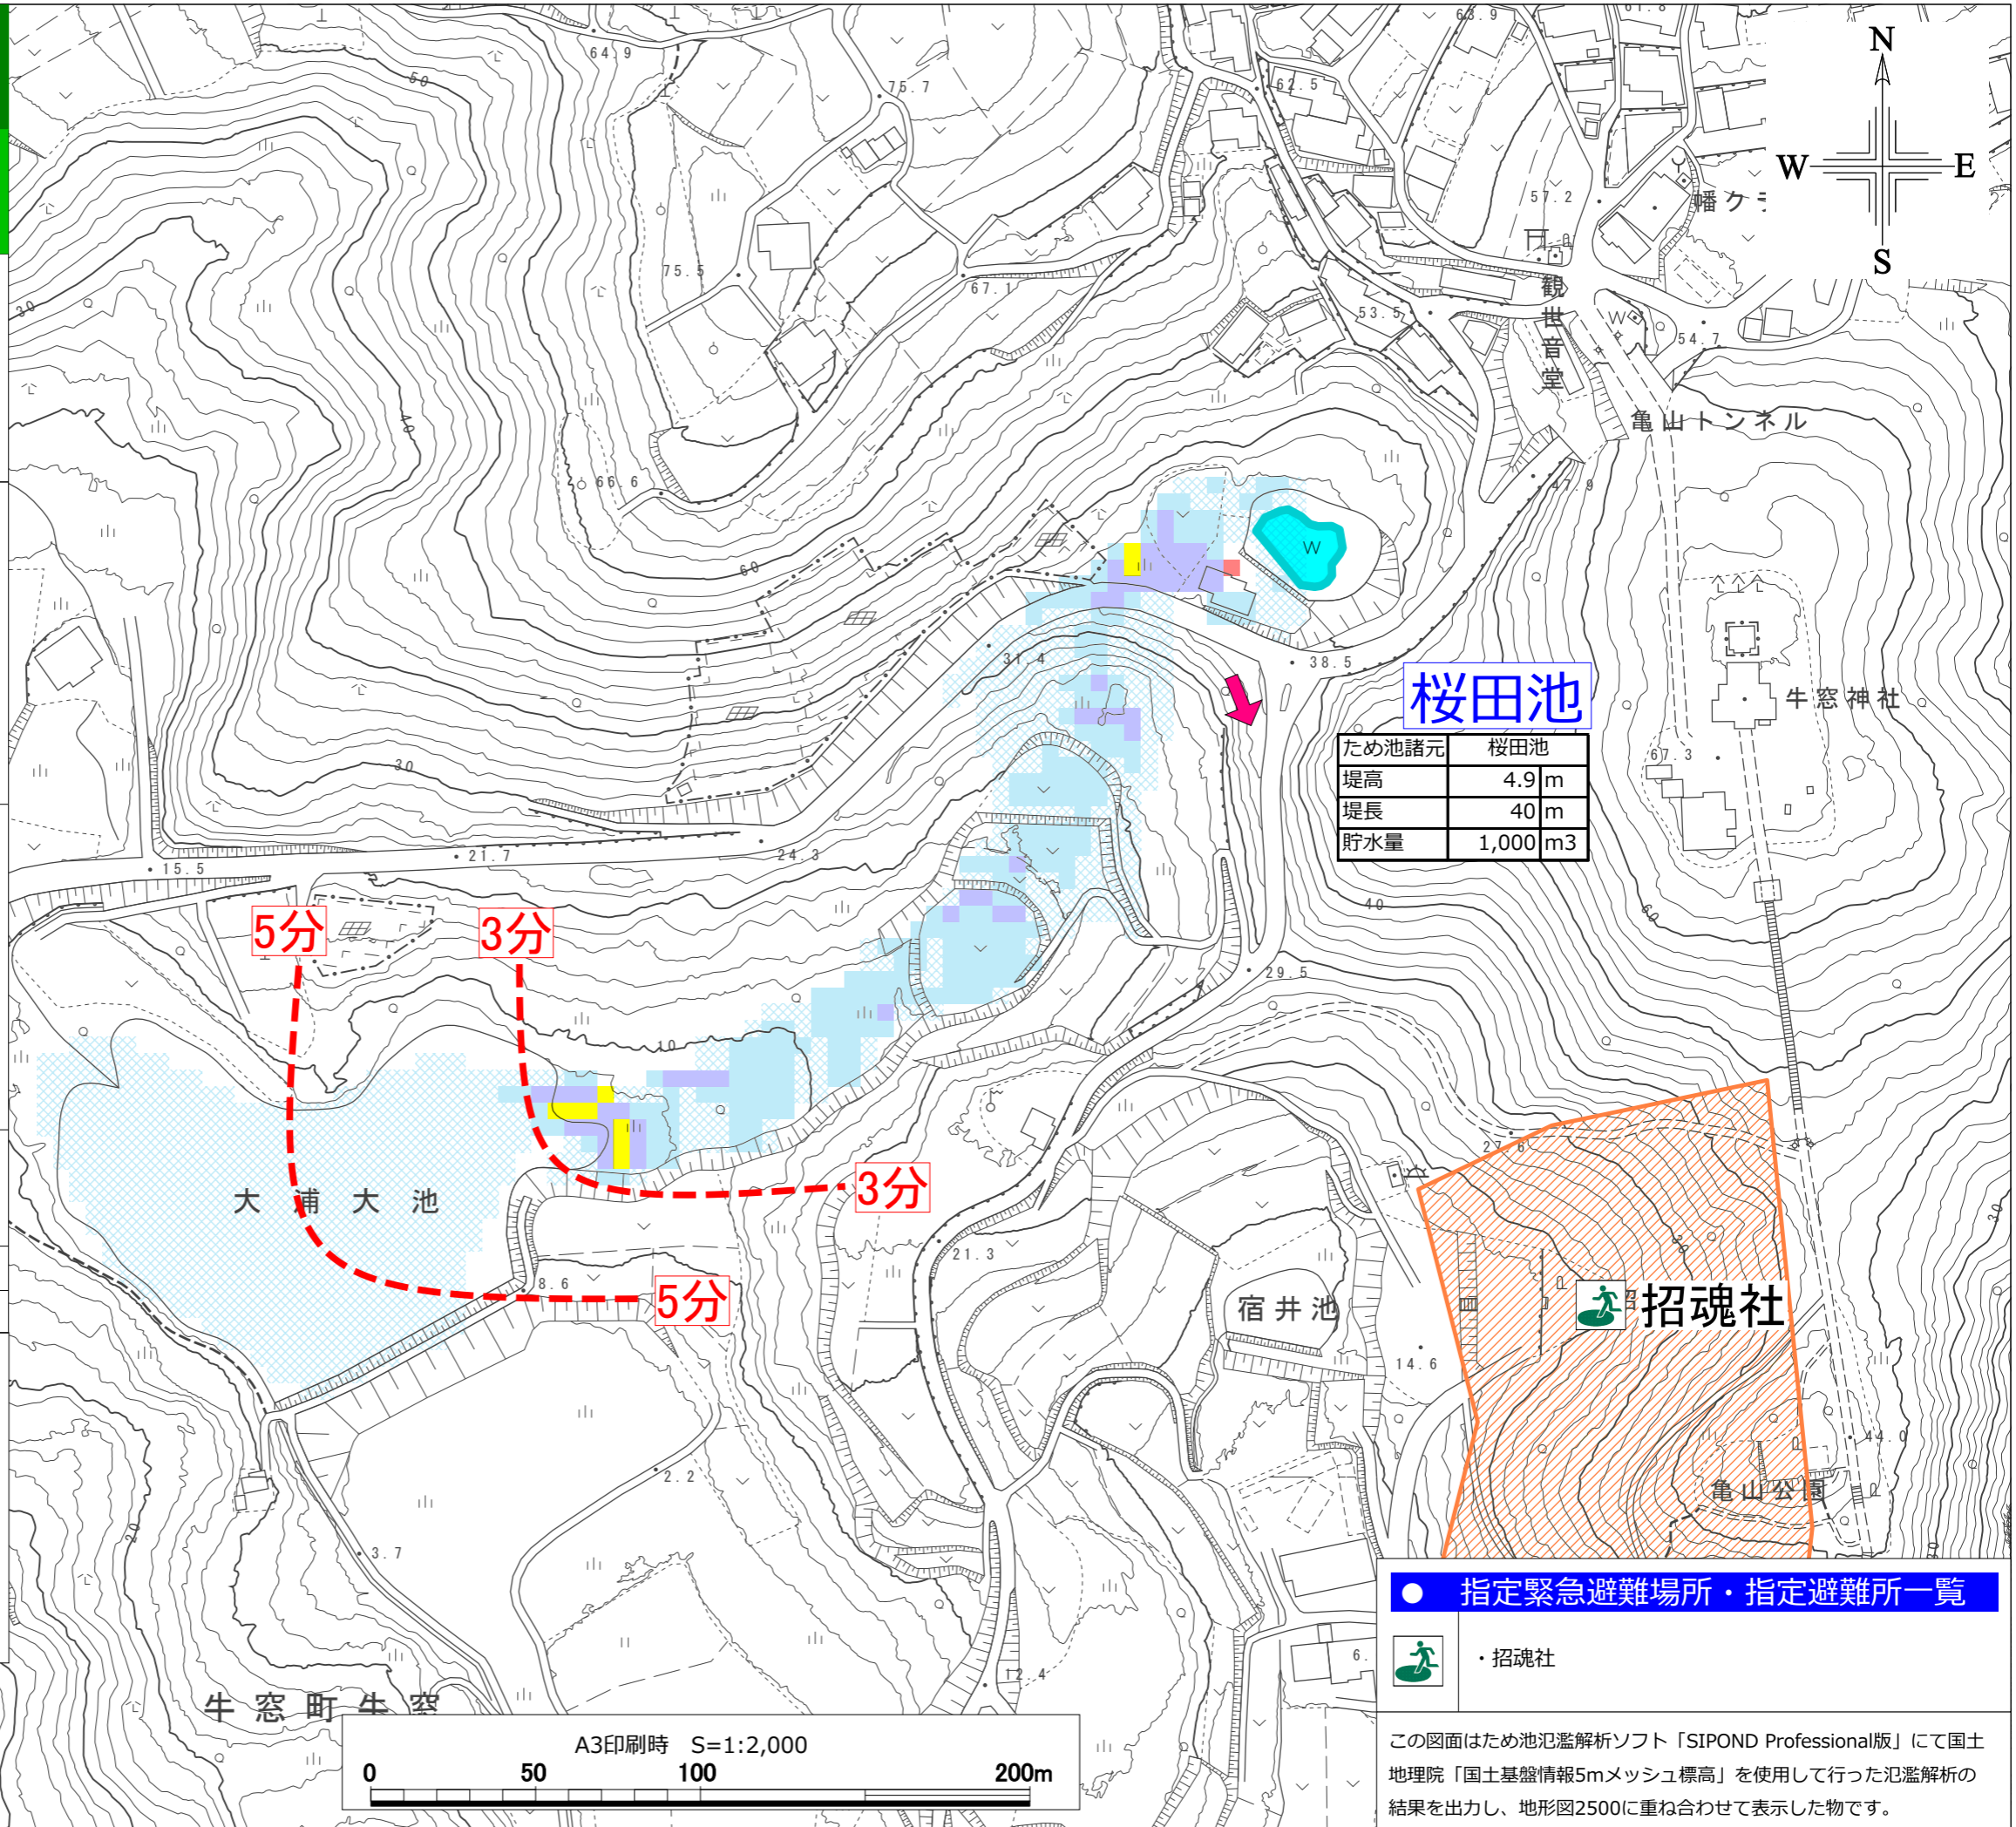 64.9
63.9
N
75.7
62.5
50
W
E
57.2
幡ク
S
75.5
67.1
観世音堂
W
30
53.5
54.7
40
亀山トンネル
66.6
47.9
W
60
31.4
38.5
桜田池
牛窓神社
ため池諸元 桜田池
67.3
堤高 4.9 m
堤長 40 m
貯水量 1,000 m3
30
15.5
21.7
24.3
40
60
5分
3分
29.5
10
27.6
3分
大浦大池
30
21.3
30
8.6
5分
宿井池
招魂社
14.6
44.0
2.2
亀山公園
20
3.7
● 指定緊急避難場所・指定避難所一覧
6.
・招魂社
12.4
牛窓町牛窓
A3印刷時 S=1:2,000
0 50 100 200m
この図面はため池氾濫解析ソフト「SIPOND Professional版」にて国土
地理院「国土基盤情報5mメッシュ標高」を使用して行った氾濫解析の
結果を出力し、地形図2500に重ね合わせて表示した物です。